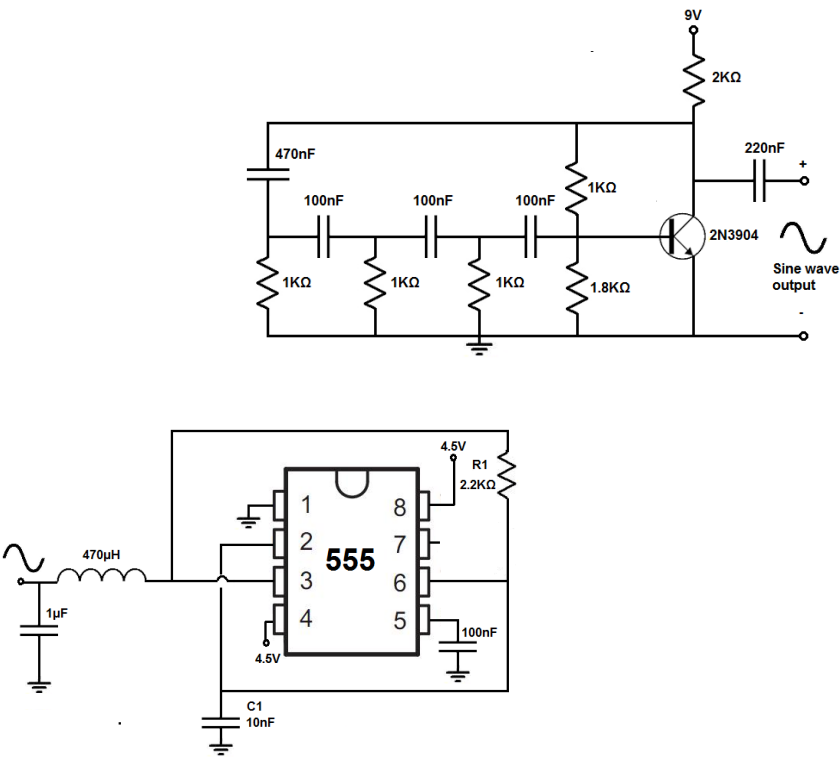 9V
2KΩ
470nF
220nF
+
1KΩ
100nF
100nF
100nF
2N3904
1KΩ
1KΩ
1KΩ
1.8KΩ
Sine wave
output
-
4.5V
R1
2.2KΩ
1
8
470µH
2
7
555
3
6
1µF
4
5
100nF
4.5V
C1
10nF